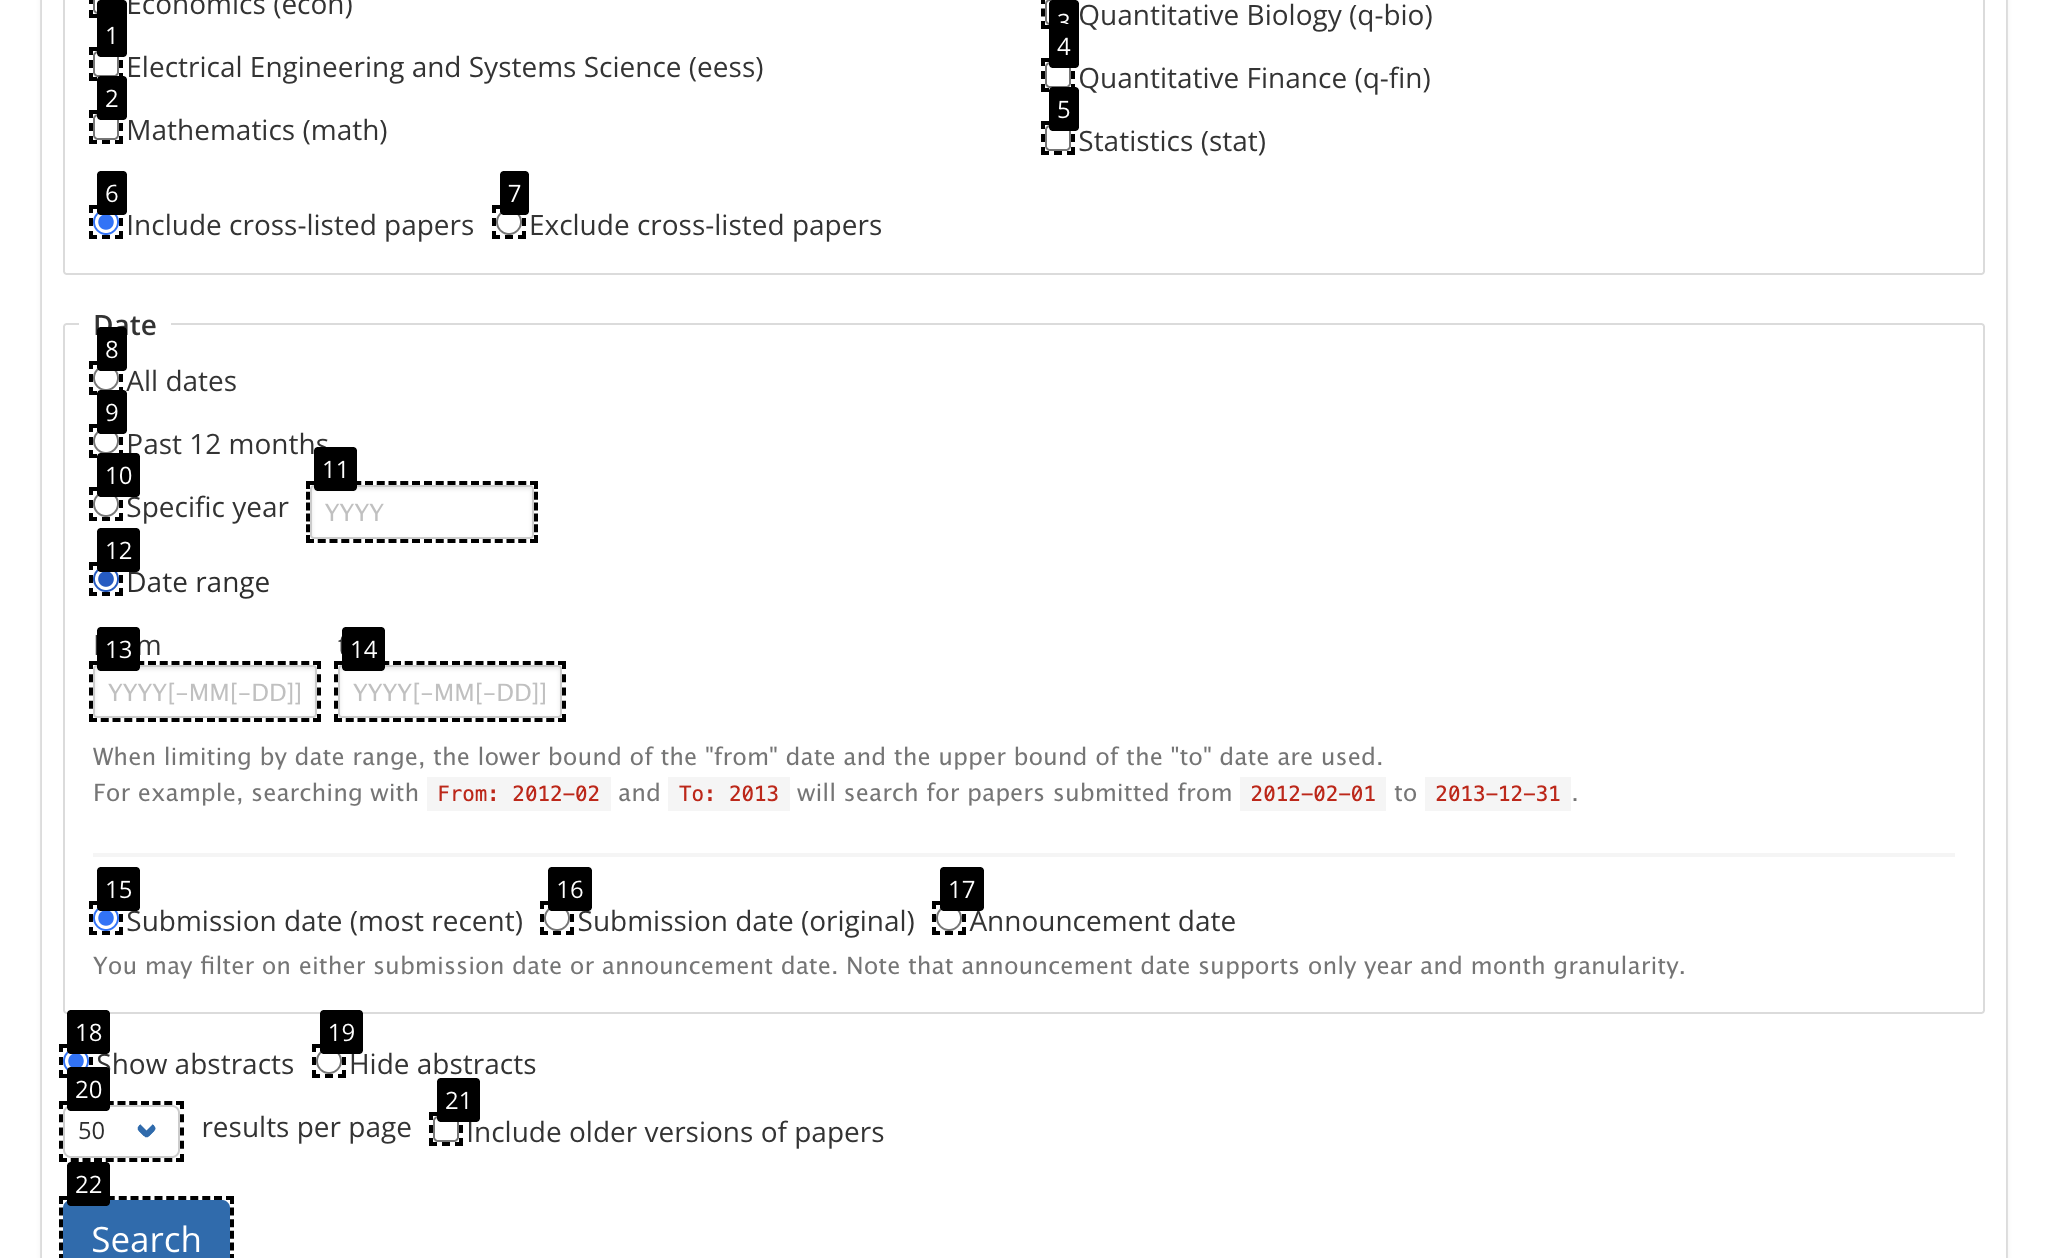 Economics (econ)
1
Electrical Engineering and Systems Science (eess)
2
Mathematics (math)
3
Quantitative Biology (q-bio)
4
Quantitative Finance (q-fin)
5
Statistics (stat)
6
Include cross-listed papers
7
Exclude cross-listed papers
Date
8
All dates
9
Past 12 months
10
Specific year
11
YYYY
12
Date range
13
14
YYYY[-MM[-DD]]
YYYY[-MM[-DD]]
When limiting by date range, the lower bound of the "from" date and the upper bound of the "to" date are used.
For example, searching with From: 2012-02 and To: 2013 will search for papers submitted from 2012-02-01 to 2013-12-31 .
15
Submission date (most recent)
16
Submission date (original)
17
Announcement date
You may filter on either submission date or announcement date. Note that announcement date supports only year and month granularity.
18
Show abstracts
19
Hide abstracts
20
50
results per page
21
Include older versions of papers
22
Search